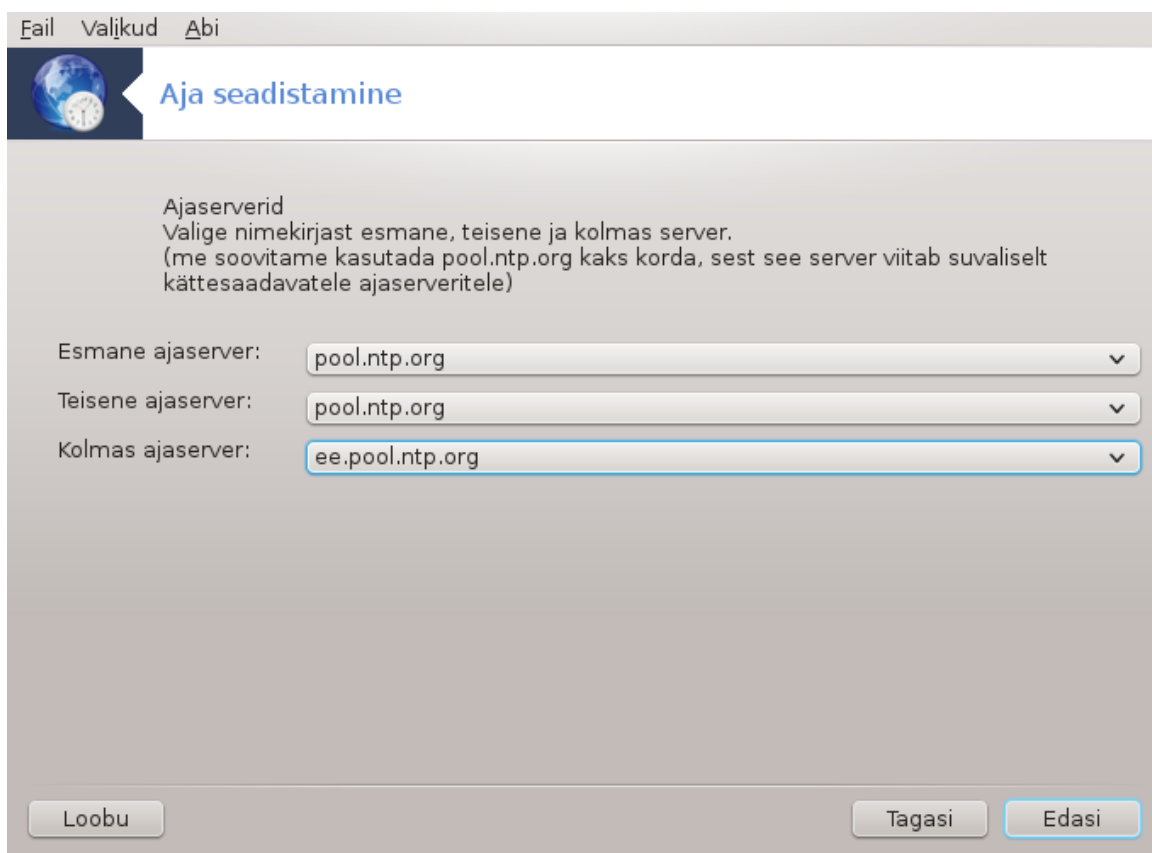 Fail Valikud Abi
Aja seadistamine
Ajaserverid
Valige nimekirjast esmane, teisene ja kolmas server.
(me soovitame kasutada pool.ntp.org kaks korda, sest see server viitab suvaliselt
kättesaadavatele ajaserveritele)
Esmane ajaserver: pool.ntp.org
Teisene ajaserver: pool.ntp.org
Kolmas ajaserver: ee.pool.ntp.org
Loobu Tagasi Edasi